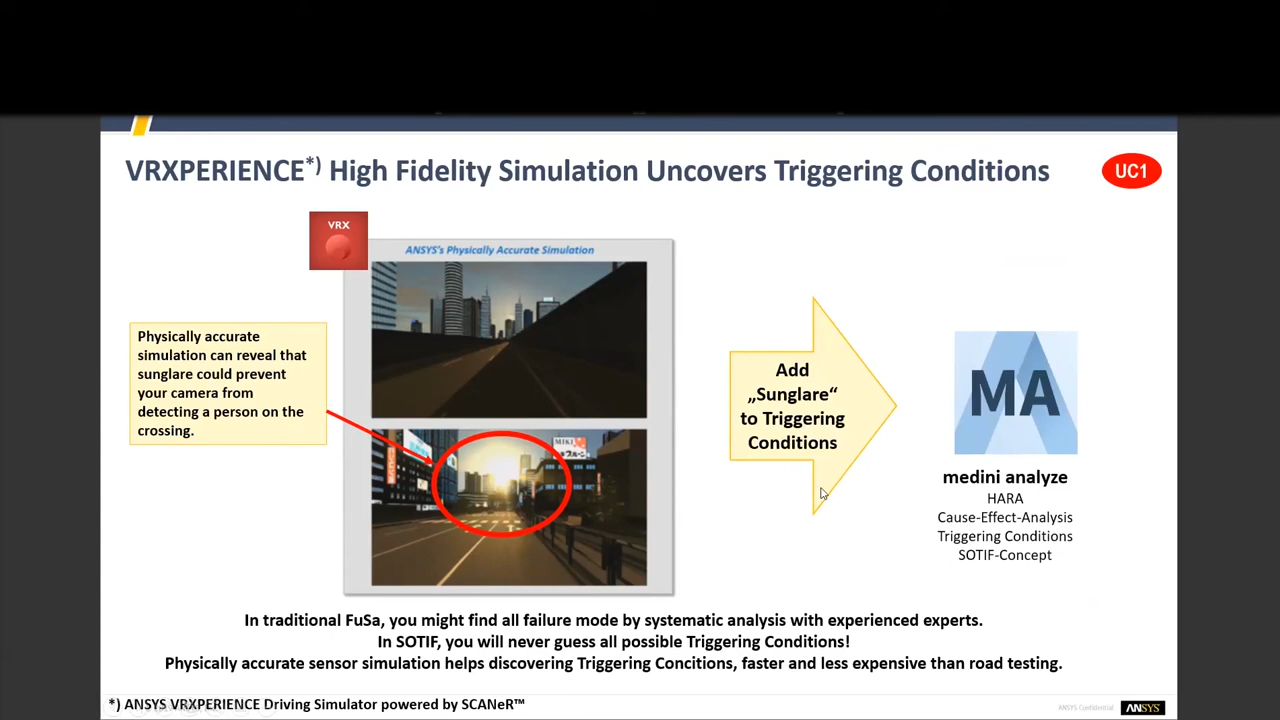 VRXPERIENCE*) High Fidelity Simulation Uncovers Triggering Conditions
UC1
VRX
ANSYS's Physically Accurate Simulation
Physically accurate
simulation can reveal that
sunglare could prevent
your camera from
detecting a person on the
crossing.
MIKI
Add
„Sunglare“
to Triggering
Conditions
MA
medini analyze
HARA
Cause-Effect-Analysis
Triggering Conditions
SOTIF-Concept
In traditional FuSa, you might find all failure mode by systematic analysis with experienced experts.
In SOTIF, you will never guess all possible Triggering Conditions!
Physically accurate sensor simulation helps discovering Triggering Concitions, faster and less expensive than road testing.
*) ANSYS VRXPERIENCE Driving Simulator powered by SCANeR™
ANSYS Confidential
ANSYS